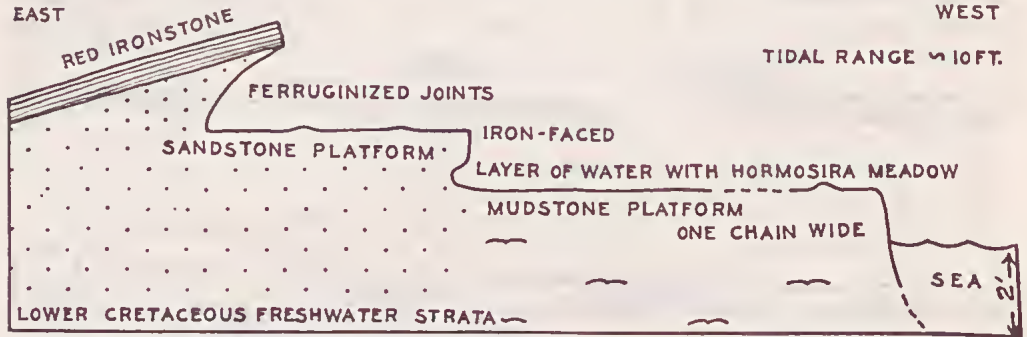 EAST
WEST
RED IRONSTONE
TIDAL RANGE ~ 10 FT.
FERRUGINIZED JOINTS
IRON-FACED
SANDSTONE PLATFORM
LAYER OF WATER WITH HORMOSIRA MEADOW
MUDSTONE PLATFORM
ONE CHAIN WIDE
SEA
2'
LOWER CRETACEOUS FRESHWATER STRATA